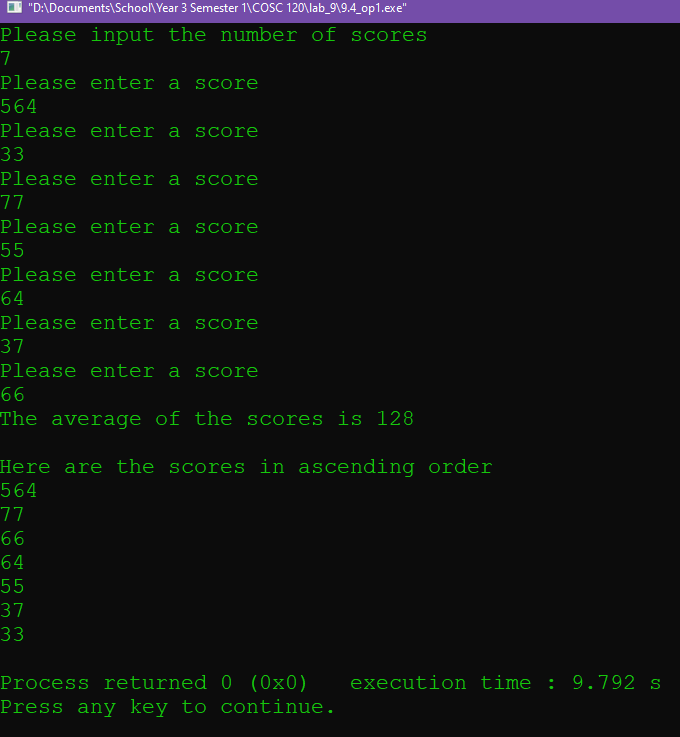 "D:\Documents\School\Year 3 Semester 1\COSC 120\lab_9\9.4_op1.exe"
Please input the number of scores
7
Please enter a score
564
Please enter a score
33
Please enter a score
77
Please enter a score
55
Please enter a score
64
Please enter a score
37
Please enter a score
66
The average of the scores is 128
Here are the scores in ascending order
564
77
66
64
55
37
33
Process returned 0 (0x0)   execution time : 9.792 s
Press any key to continue.